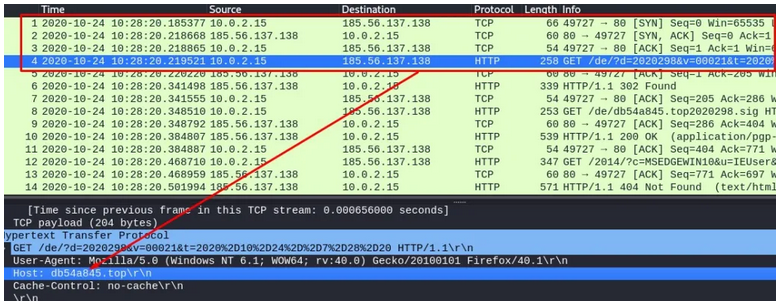 Time Source Destination Protocol Length Info
1 2020-10-24 10:28:20.185377 10.0.2.15 185.56.137.138 TCP 66 49727 → 80 [SYN] Seq=0 Win=65535 L
2 2020-10-24 10:28:20.218668 185.56.137.138 10.0.2.15 TCP 60 80 → 49727 [SYN, ACK] Seq=0 Ack=1
3 2020-10-24 10:28:20.218865 10.0.2.15 185.56.137.138 TCP 54 49727 → 80 [ACK] Seq=1 Ack=1 Win=6
4 2020-10-24 10:28:20.219521 10.0.2.15 185.56.137.138 HTTP 258 GET /de/?d=2020298&v=00021&t=2020
5 2020-10-24 10:28:20.220220 185.56.137.138 10.0.2.15 TCP 60 80 → 49727 [ACK] Seq=1 Ack=205 Win
6 2020-10-24 10:28:20.341498 185.56.137.138 10.0.2.15 HTTP 339 HTTP/1.1 302 Found
7 2020-10-24 10:28:20.341555 10.0.2.15 185.56.137.138 TCP 54 49727 → 80 [ACK] Seq=205 Ack=286 W
8 2020-10-24 10:28:20.348510 10.0.2.15 185.56.137.138 HTTP 253 GET /de/db54a845.top2020298.sig HT
9 2020-10-24 10:28:20.348792 185.56.137.138 10.0.2.15 TCP 60 80 → 49727 [ACK] Seq=286 Ack=404 W
10 2020-10-24 10:28:20.384807 185.56.137.138 10.0.2.15 HTTP 539 HTTP/1.1 200 OK (application/pgp-
11 2020-10-24 10:28:20.384887 10.0.2.15 185.56.137.138 TCP 54 49727 → 80 [ACK] Seq=404 Ack=771 W
12 2020-10-24 10:28:20.468710 10.0.2.15 185.56.137.138 HTTP 347 GET /2014/?c=MSEDGEWIN10&u=IEUser&
13 2020-10-24 10:28:20.468959 185.56.137.138 10.0.2.15 TCP 60 80 → 49727 [ACK] Seq=771 Ack=697 W
14 2020-10-24 10:28:20.501994 185.56.137.138 10.0.2.15 HTTP 571 HTTP/1.1 404 Not Found (text/html
[Time since previous frame in this TCP stream: 0.000656000 seconds]
TCP payload (204 bytes)
Hypertext Transfer Protocol
GET /de/?d=2020298&v=00021&t=2020%2D10%2D24%2D%2D7%2D28%2D20 HTTP/1.1\r\n
User-Agent: Mozilla/5.0 (Windows NT 6.1; WOW64; rv:40.0) Gecko/20100101 Firefox/40.1\r\n
Host: db54a845.top\r\n
Cache-Control: no-cache\r\n
\r\n